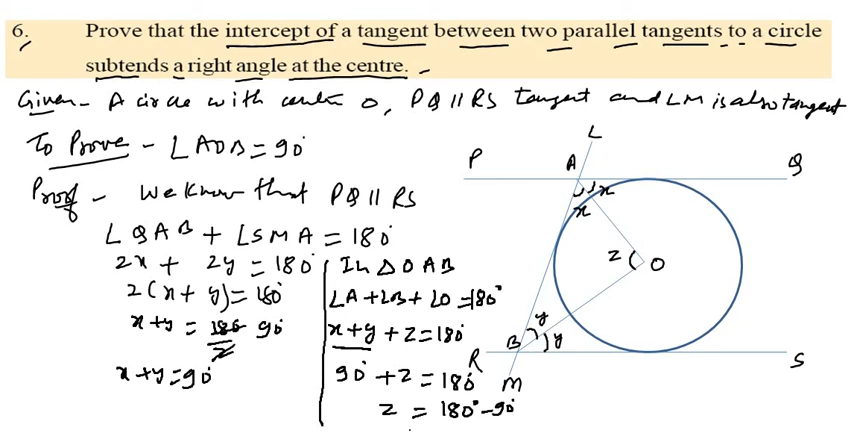 6. Prove that the intercept of a tangent between two parallel tangents to a circle
subtends a right angle at the centre.
Given - A circle with centre O, PQ || RS tangent and LM is also tangent
To Prove - ∠AOB = 90°
Proof - We know that PQ || RS
∠QAB + ∠SMA = 180°
2x + 2y = 180°
2(x + y) = 180°
x + y = 180 90°
2
x + y = 90°
In △ OAB
∠A + ∠B + ∠O = 180°
x + y + z = 180°
90° + z = 180°
z = 180° - 90°
L
P
A
Q
x
x
z
O
y
B
y
R
S
M